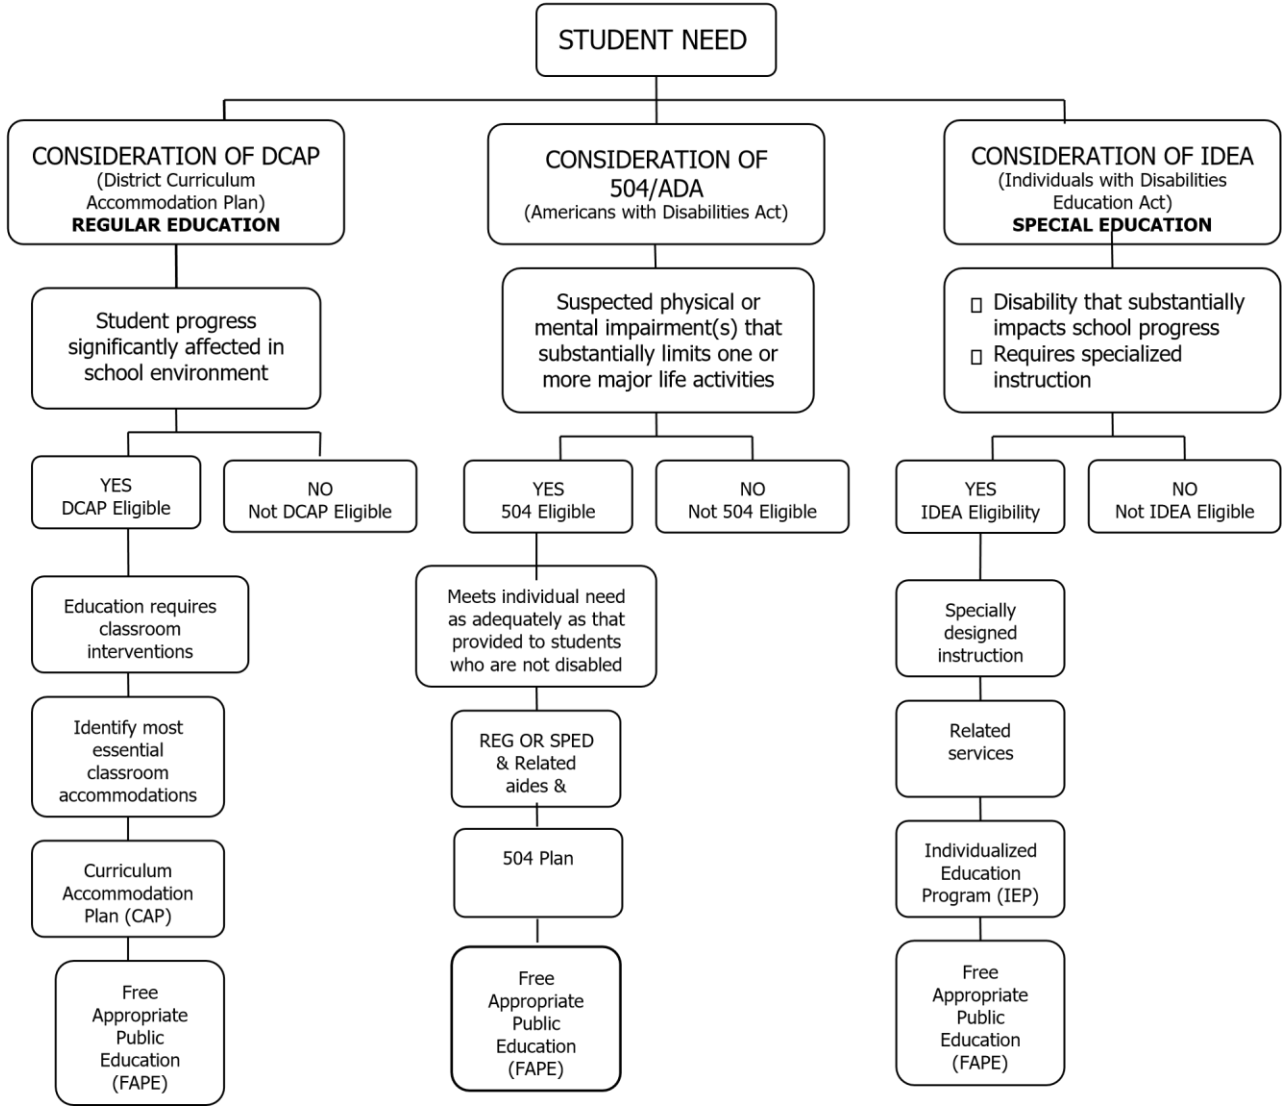 STUDENT NEED
CONSIDERATION OF DCAP
(District Curriculum
Accommodation Plan)
REGULAR EDUCATION
Student progress
significantly affected in
school environment
YES
DCAP Eligible
NO
Not DCAP Eligible
Education requires
classroom
interventions
Identify most
essential
classroom
accommodations
Curriculum
Accommodation
Plan (CAP)
Free
Appropriate
Public
Education
(FAPE)
CONSIDERATION OF
504/ADA
(Americans with Disabilities Act)
Suspected physical or
mental impairment(s) that
substantially limits one or
more major life activities
YES
504 Eligible
NO
Not 504 Eligible
Meets individual need
as adequately as that
provided to students
who are not disabled
REG OR SPED
& Related
aides &
504 Plan
Free
Appropriate
Public
Education
(FAPE)
CONSIDERATION OF IDEA
(Individuals with Disabilities
Education Act)
SPECIAL EDUCATION
Disability that substantially
impacts school progress
Requires specialized
instruction
YES
IDEA Eligibility
NO
Not IDEA Eligible
Specially
designed
instruction
Related
services
Individualized
Education
Program (IEP)
Free
Appropriate
Public
Education
(FAPE)